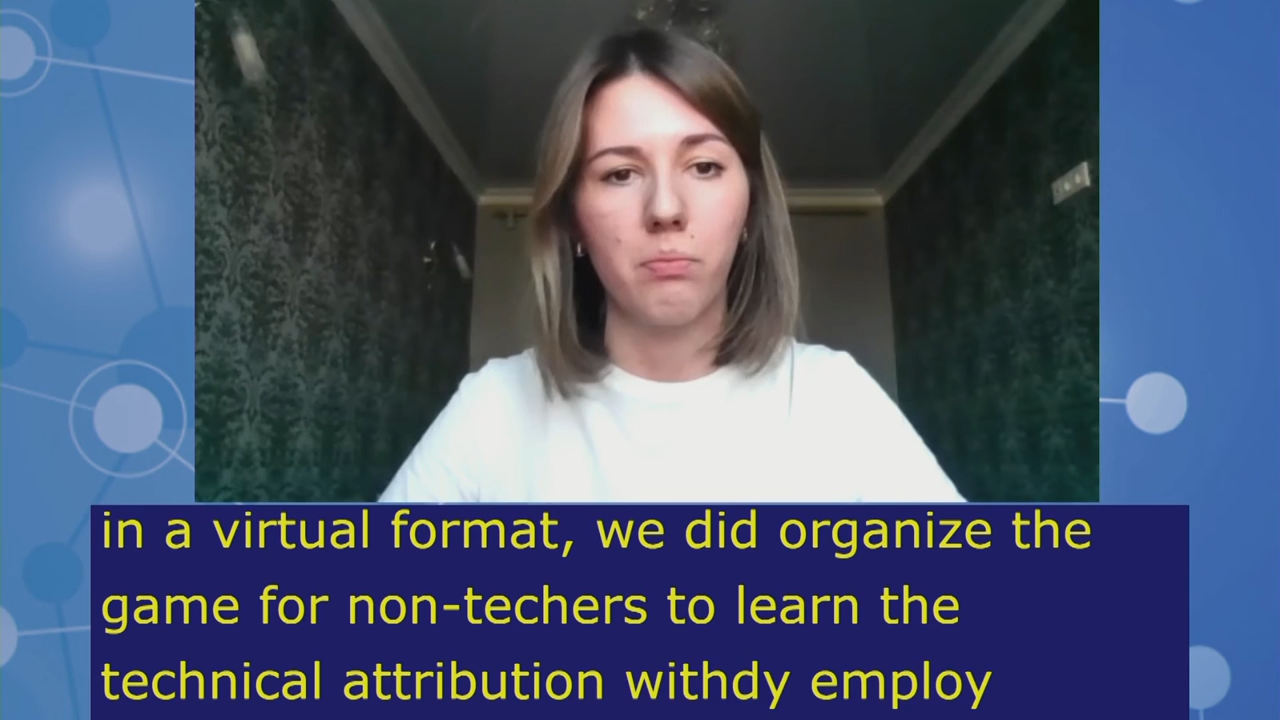 in a virtual format, we did organize the
game for non-techers to learn the
technical attribution withdy employ